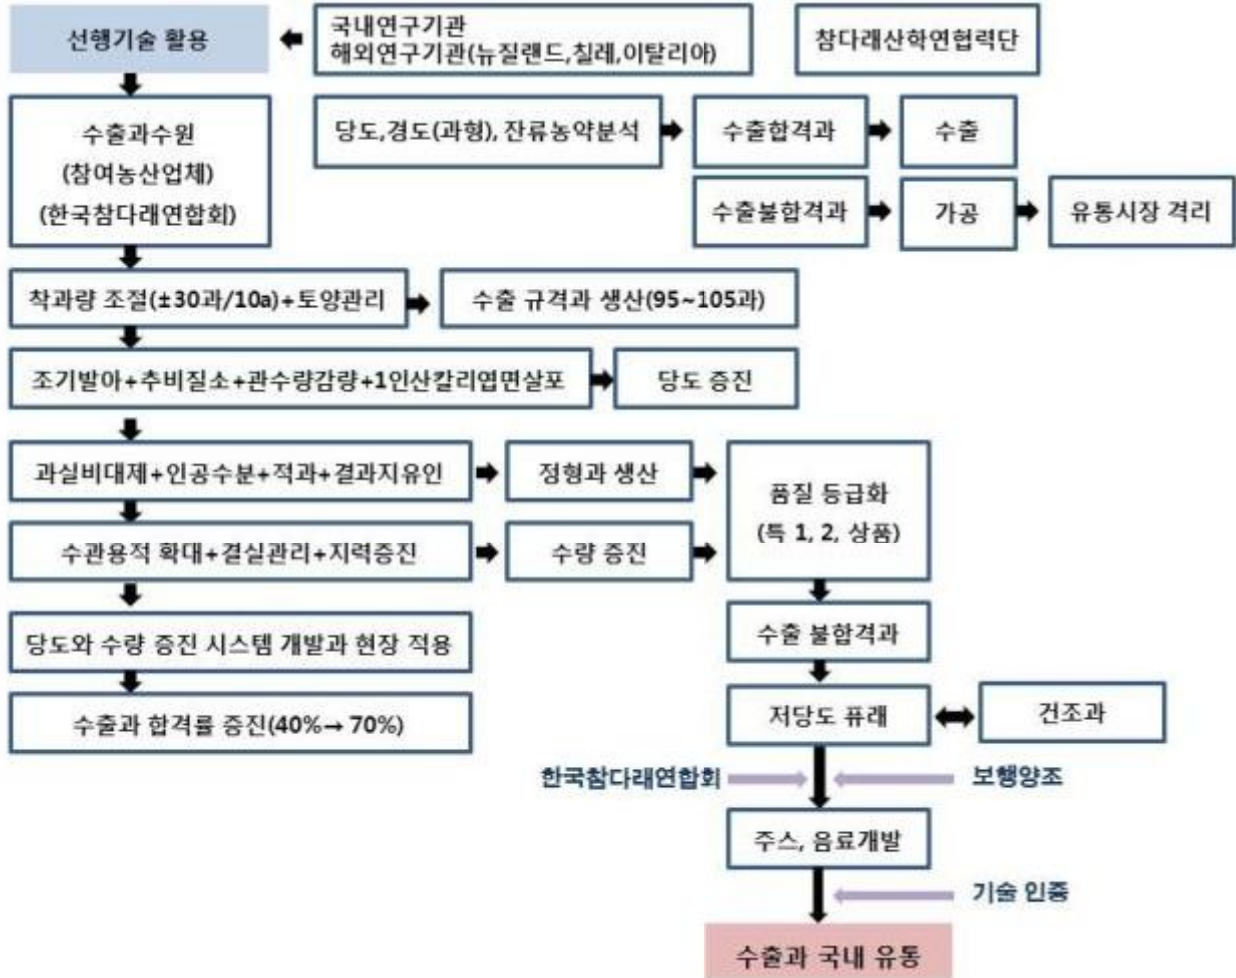 선행기술 활용
국내연구기관
해외연구기관(뉴질랜드,칠레,이탈리아)
참다래산학연협력단
수출과수원
(참여농산업체)
(한국참다래연합회)
당도,경도(과형), 잔류농약분석
수출합격과
수출
수출불합격과
가공
유통시장 격리
착과량 조절(±30과/10a)+토양관리
수출 규격과 생산(95~105과)
조기발아+추비질소+관수량감량+1인산칼리엽면살포
당도 증진
과실비대제+인공수분+적과+결과지유인
정형과 생산
품질 등급화
(특 1, 2, 상품)
수관용적 확대+결실관리+지력증진
수량 증진
수출 불합격과
당도와 수량 증진 시스템 개발과 현장 적용
저당도 퓨래
건조과
수출과 합격률 증진(40%→ 70%)
한국참다래연합회
보행양조
주스, 음료개발
기술 인증
수출과 국내 유통